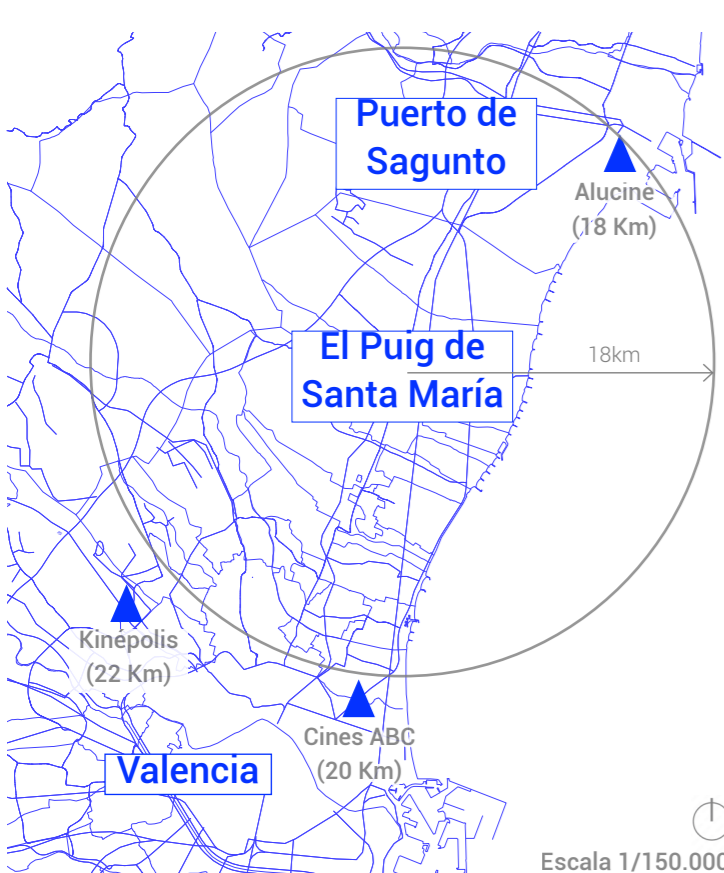 Puerto de
Sagunto
Alucine
(18 Km)
El Puig de
Santa María
18km
Kinépolis
(22 Km)
Cines ABC
(20 Km)
Valencia
Escala 1/150.000